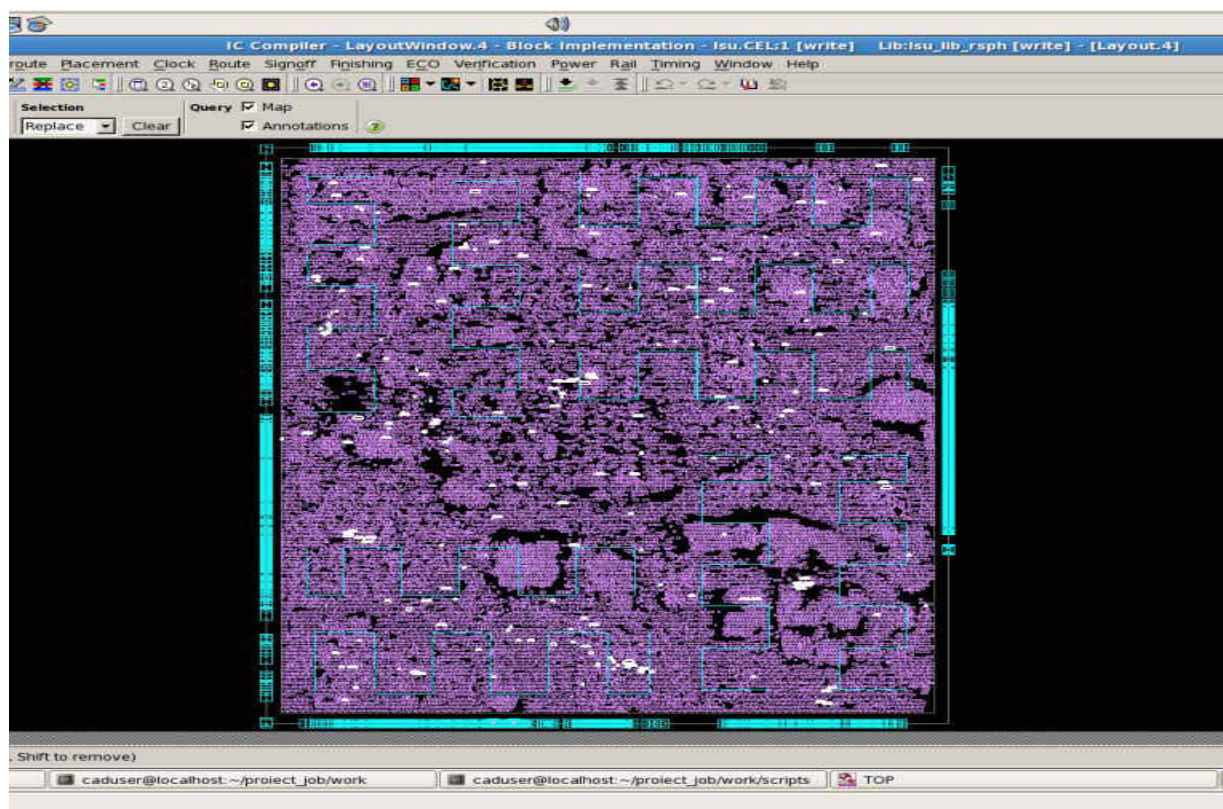 IC Compiler - LayoutWindow.4 - Block Implementation - lsu.CEL;1 [write] Lib:lsu_lib_rsph [write] - [Layout.4]
route Placement Clock Route Signoff Finishing ECO Verification Power Rail Timing Window Help
Selection Query Map
Replace Clear Annotations
, Shift to remove)
caduser@localhost:~/project_job/work caduser@localhost:~/project_job/work/scripts TOP